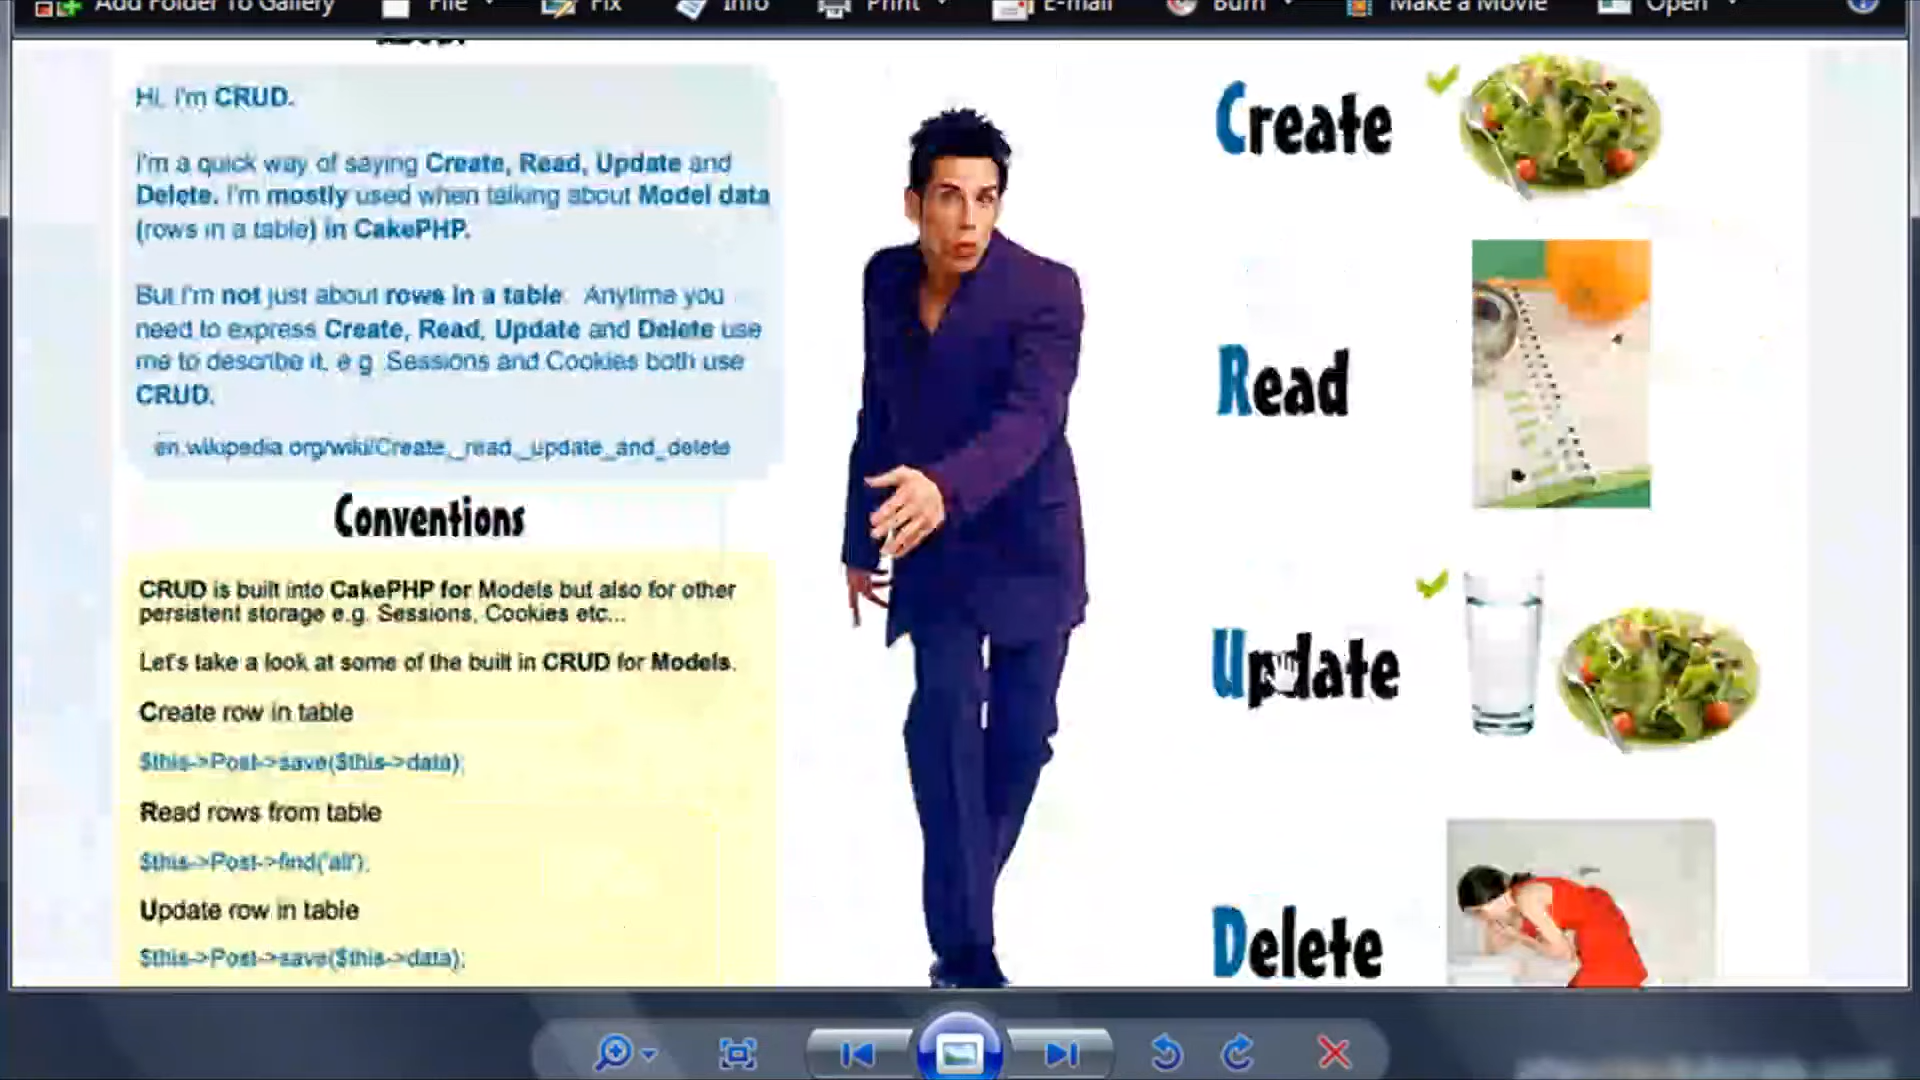 Add Folder To Gallery
File
Fix
Info
Print
E-mail
Burn
Make a Movie
Open
Hi, I'm CRUD.
I'm a quick way of saying Create, Read, Update and
Delete. I'm mostly used when talking about Model data
(rows in a table) in CakePHP.
But I'm not just about rows in a table. Anytime you
need to express Create, Read, Update and Delete use
me to describe it, e.g. Sessions and Cookies both use
CRUD.
en.wikipedia.org/wiki/Create,_read,_update_and_delete
Conventions
CRUD is built into CakePHP for Models but also for other
persistent storage e.g. Sessions, Cookies etc...
Let's take a look at some of the built in CRUD for Models.
Create row in table
$this->Post->save($this->data);
Read rows from table
$this->Post->find('all');
Update row in table
$this->Post->save($this->data);
Create
Read
Update
Delete